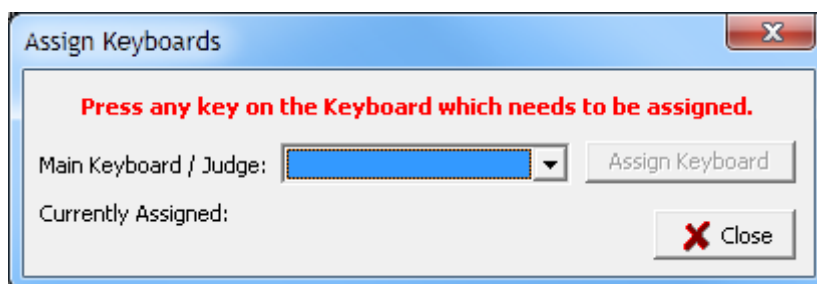 Assign Keyboards
Press any key on the Keyboard which needs to be assigned.
Main Keyboard / Judge:
Assign Keyboard
Currently Assigned:
Close